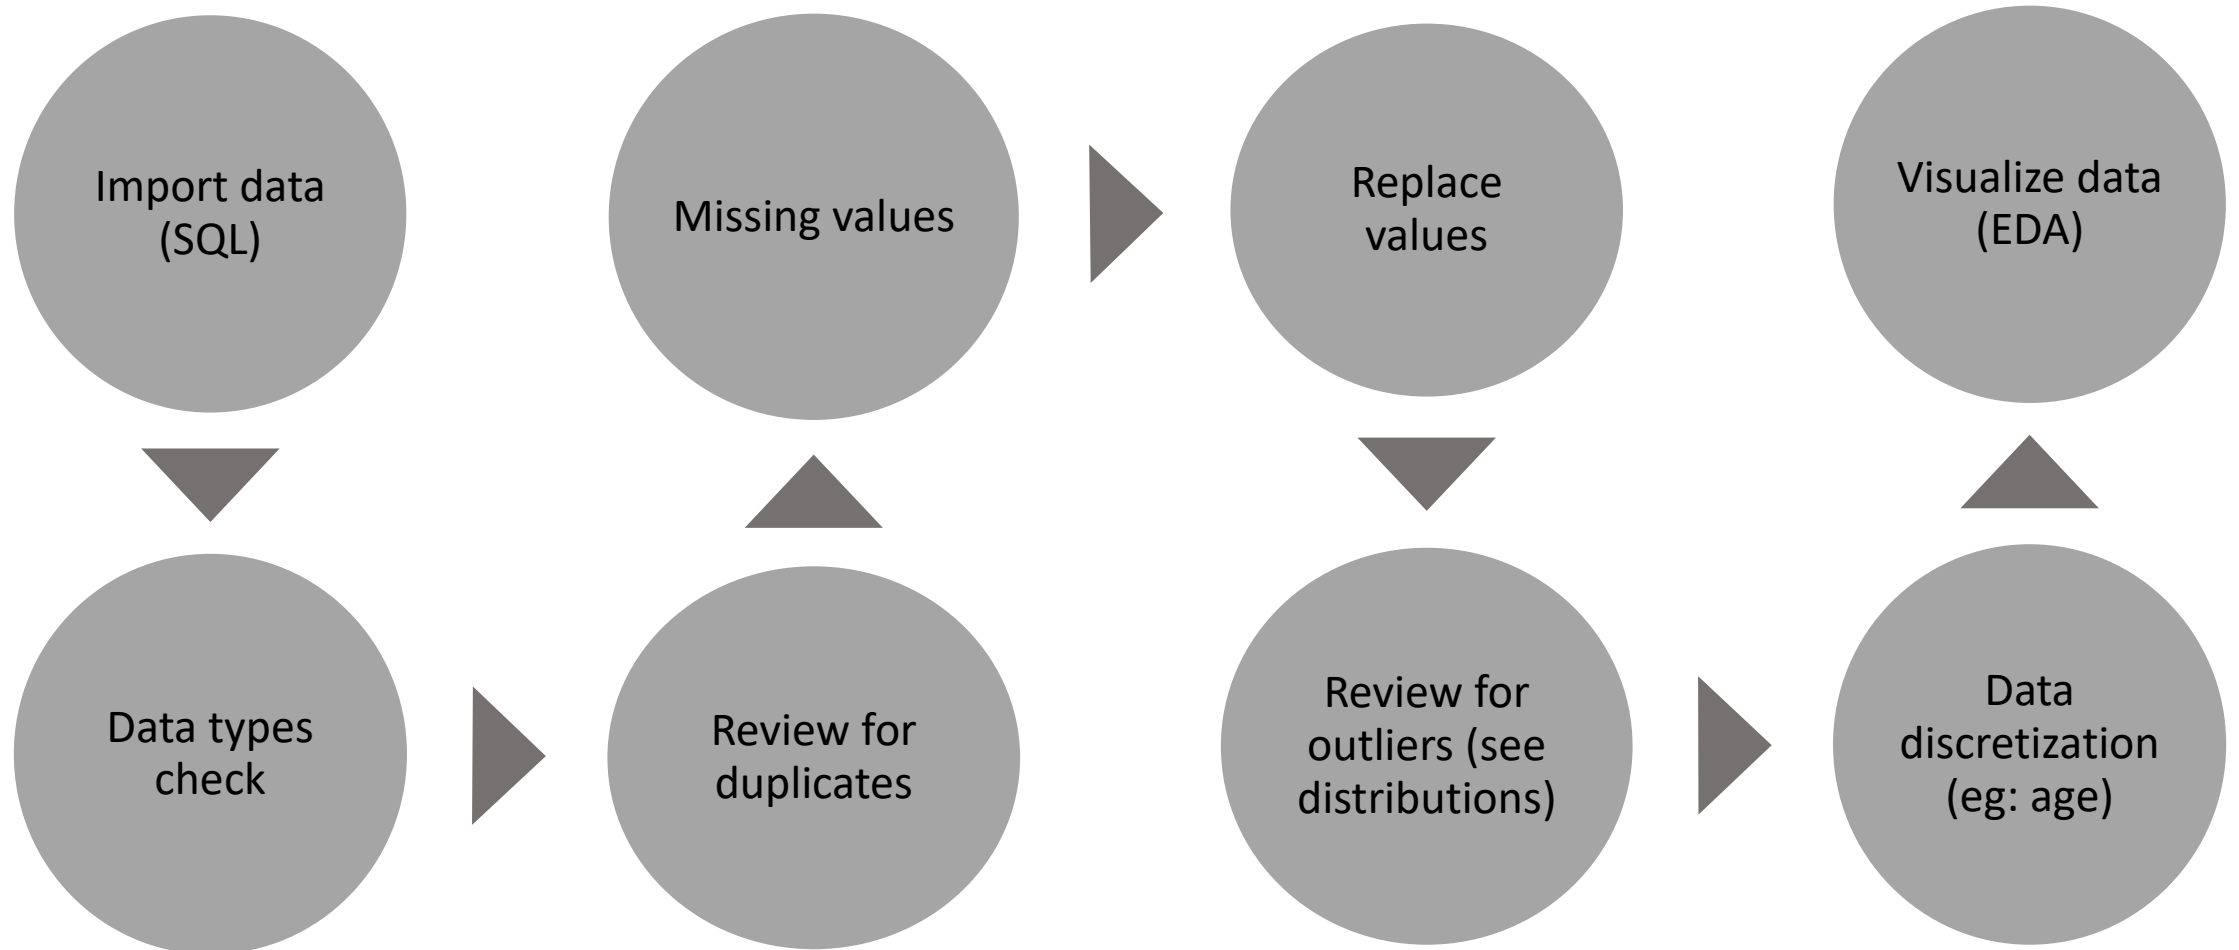 Import data
(SQL)
Data types
check
Review for
duplicates
Missing values
Replace
values
Review for
outliers (see
distributions)
Data
discretization
(eg: age)
Visualize data
(EDA)